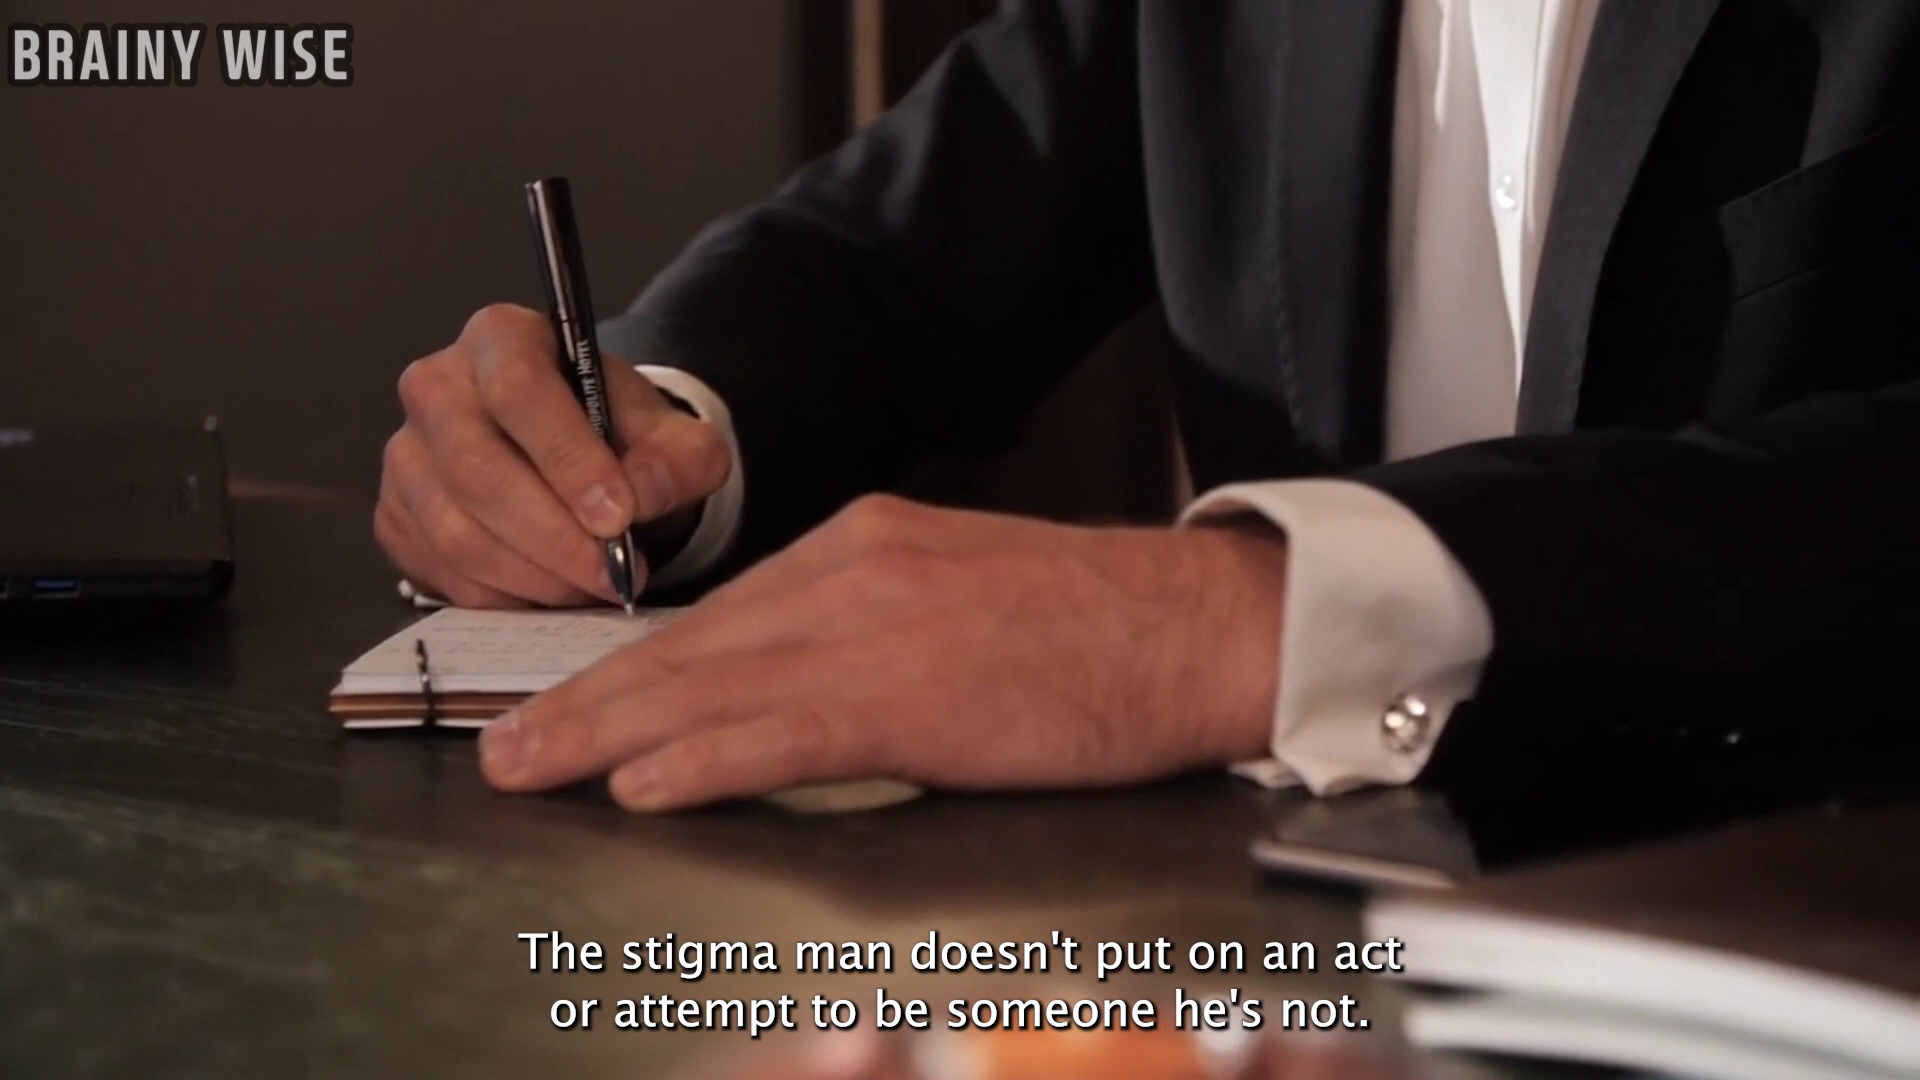 BRAINY WISE
The stigma man doesn't put on an act
or attempt to be someone he's not.